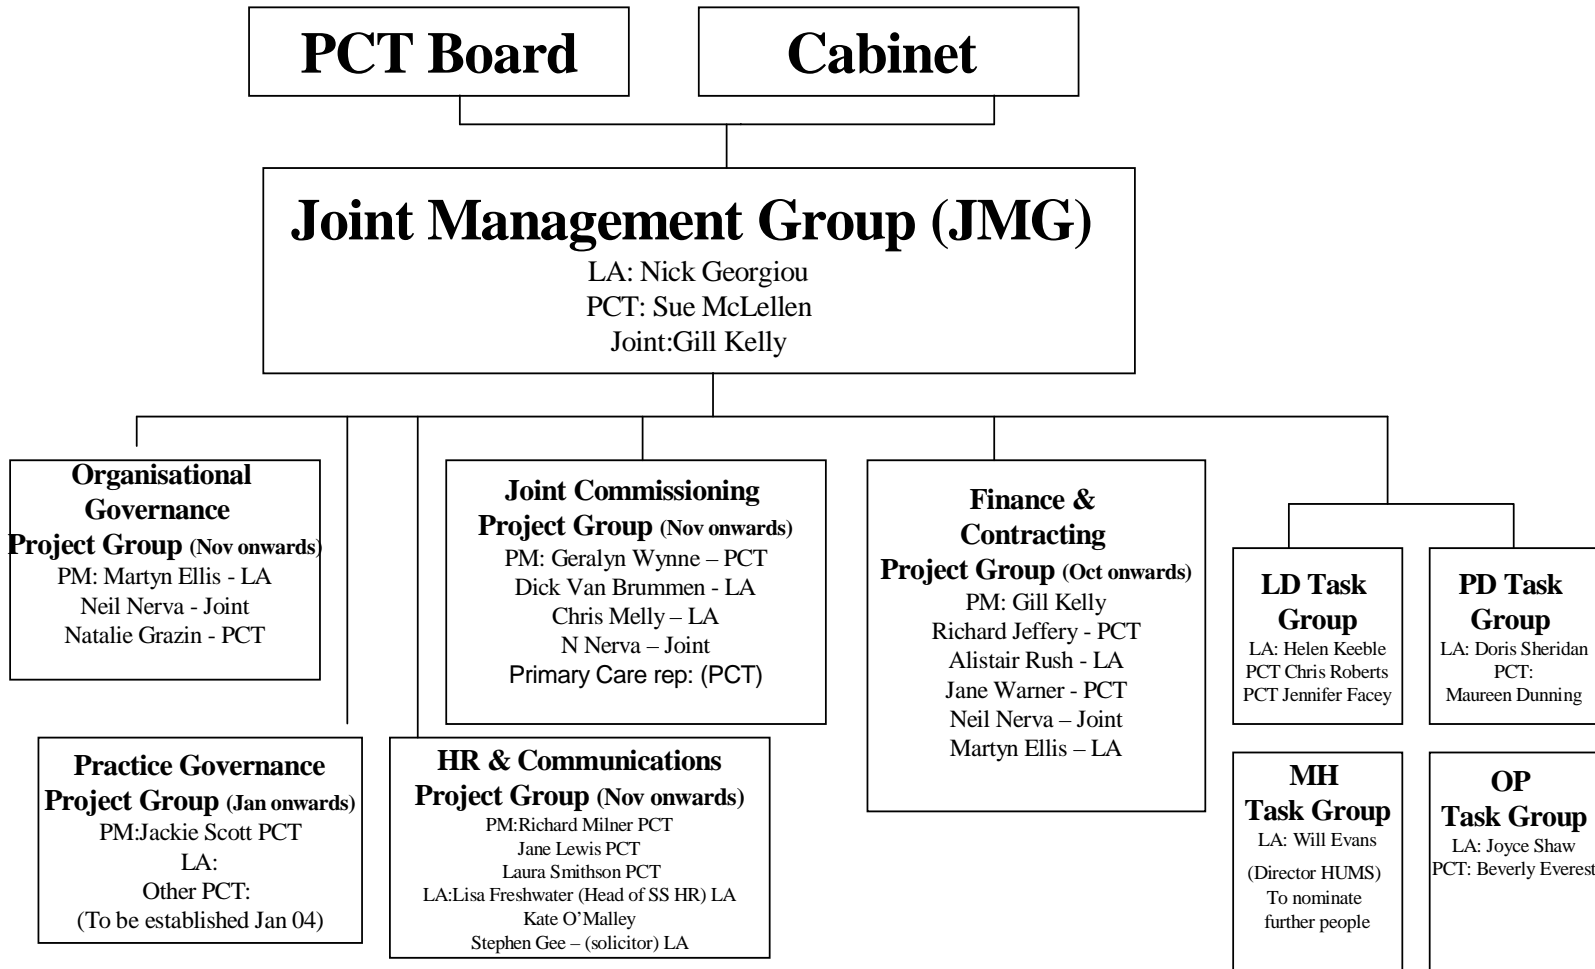 PCT Board
Cabinet
Joint Management Group (JMG)
LA: Nick Georgiou
PCT: Sue McLellen
Joint:Gill Kelly
Organisational
Governance
Project Group (Nov onwards)
PM: Martyn Ellis - LA
Neil Nerva - Joint
Natalie Grazin - PCT
Joint Commissioning
Project Group (Nov onwards)
PM: Geralyn Wynne – PCT
Dick Van Brummen - LA
Chris Melly – LA
N Nerva – Joint
Primary Care rep: (PCT)
Finance &
Contracting
Project Group (Oct onwards)
PM: Gill Kelly
Richard Jeffery - PCT
Alistair Rush - LA
Jane Warner - PCT
Neil Nerva – Joint
Martyn Ellis – LA
LD Task
Group
LA: Helen Keeble
PCT Chris Roberts
PCT Jennifer Facey
PD Task
Group
LA: Doris Sheridan
PCT:
Maureen Dunning
Practice Governance
Project Group (Jan onwards)
PM:Jackie Scott PCT
LA:
Other PCT:
(To be established Jan 04)
HR & Communications
Project Group (Nov onwards)
PM:Richard Milner PCT
Jane Lewis PCT
Laura Smithson PCT
LA:Lisa Freshwater (Head of SS HR) LA
Kate O’Malley
Stephen Gee – (solicitor) LA
MH
Task Group
LA: Will Evans
(Director HUMS)
To nominate
further people
OP
Task Group
LA: Joyce Shaw
PCT: Beverly Everest